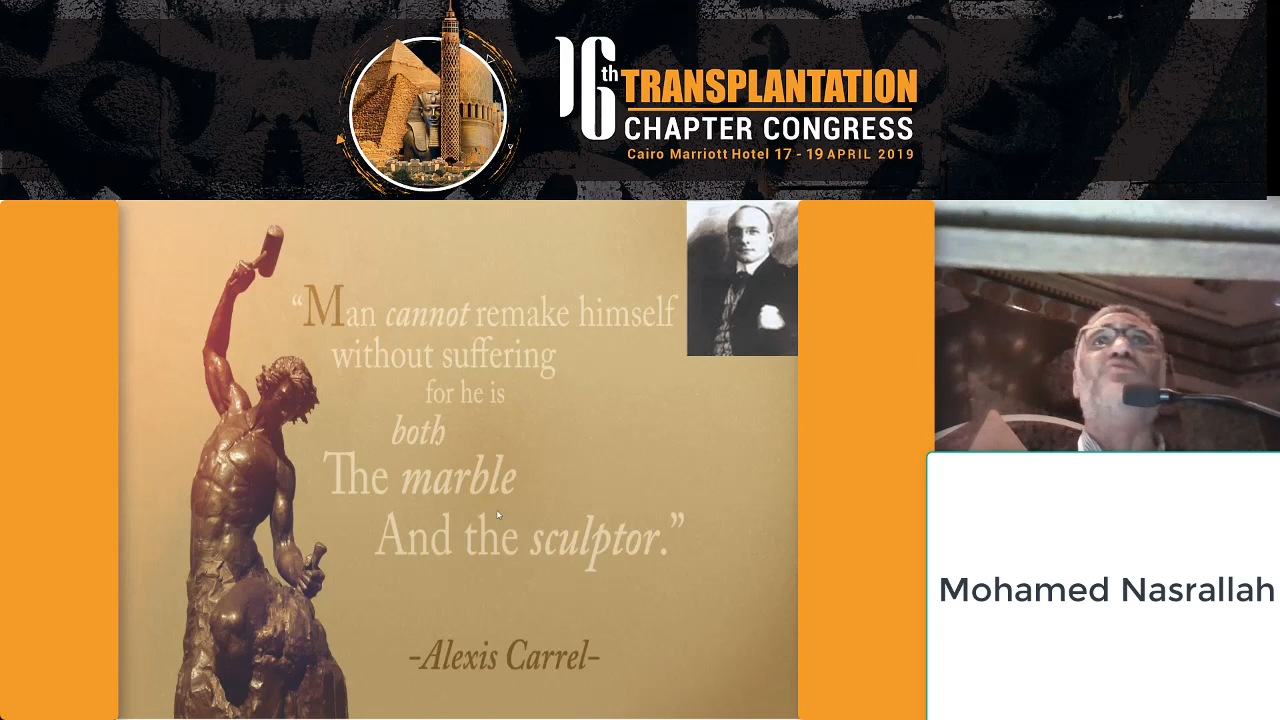 16th TRANSPLANTATION
CHAPTER CONGRESS
Cairo Marriott Hotel 17 - 19 APRIL 2019
“Man cannot remake himself
without suffering
for he is
both
The marble
And the sculptor.”
-Alexis Carrel-
Mohamed Nasrallah